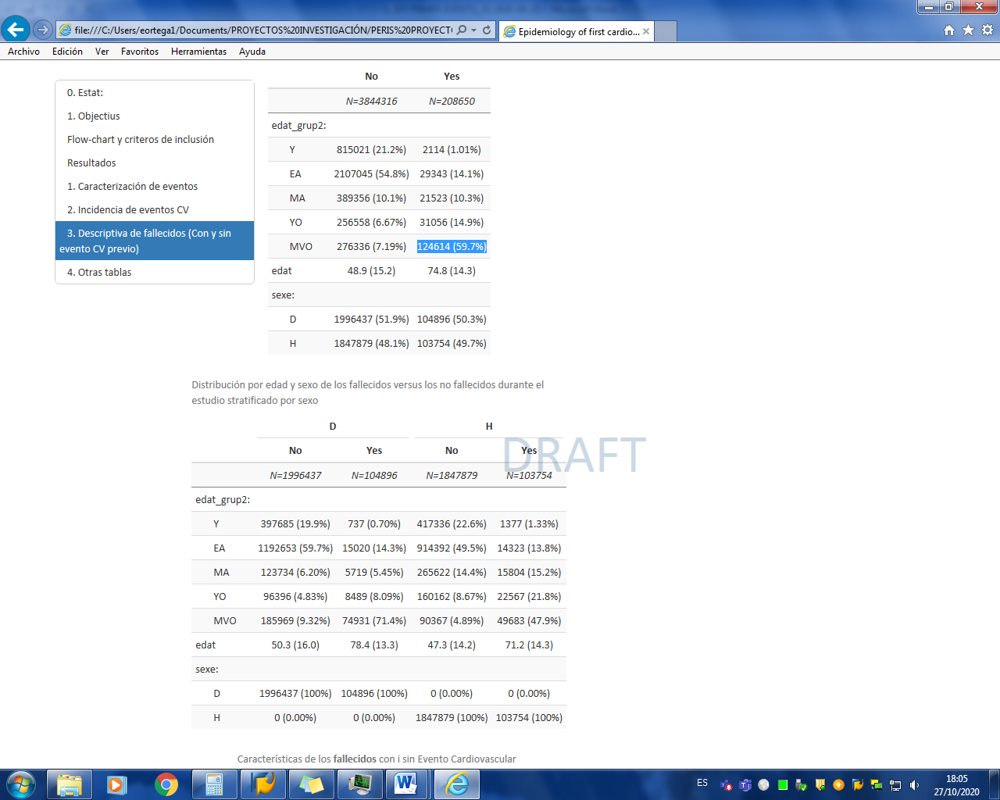 file:///C:/Users/eortega1/Documents/PROYECTOS%20INVESTIGACIÓN/PERIS%20PROYECT
Epidemiology of first cardio...
Archivo Edición Ver Favoritos Herramientas Ayuda
0. Estat:
1. Objectius
Flow-chart y criteros de inclusión
Resultados
1. Caracterización de eventos
2. Incidencia de eventos CV
3. Descriptiva de fallecidos (Con y sin
evento CV previo)
4. Otras tablas
No Yes
N=3844316 N=208650
edat_grup2:
Y 815021 (21.2%) 2114 (1.01%)
EA 2107045 (54.8%) 29343 (14.1%)
MA 389356 (10.1%) 21523 (10.3%)
YO 256558 (6.67%) 31056 (14.9%)
MVO 276336 (7.19%) 124614 (59.7%)
edat 48.9 (15.2) 74.8 (14.3)
sexe:
D 1996437 (51.9%) 104896 (50.3%)
H 1847879 (48.1%) 103754 (49.7%)
Distribución por edad y sexo de los fallecidos versus los no fallecidos durante el
estudio stratificado por sexo
D H
No Yes No Yes
DRAFT
N=1996437 N=104896 N=1847879 N=103754
edat_grup2:
Y 397685 (19.9%) 737 (0.70%) 417336 (22.6%) 1377 (1.33%)
EA 1192653 (59.7%) 15020 (14.3%) 914392 (49.5%) 14323 (13.8%)
MA 123734 (6.20%) 5719 (5.45%) 265622 (14.4%) 15804 (15.2%)
YO 96396 (4.83%) 8489 (8.09%) 160162 (8.67%) 22567 (21.8%)
MVO 185969 (9.32%) 74931 (71.4%) 90367 (4.89%) 49683 (47.9%)
edat 50.3 (16.0) 78.4 (13.3) 47.3 (14.2) 71.2 (14.3)
sexe:
D 1996437 (100%) 104896 (100%) 0 (0.00%) 0 (0.00%)
H 0 (0.00%) 0 (0.00%) 1847879 (100%) 103754 (100%)
Características de los fallecidos con i sin Evento Cardiovascular
ES
18:05
27/10/2020